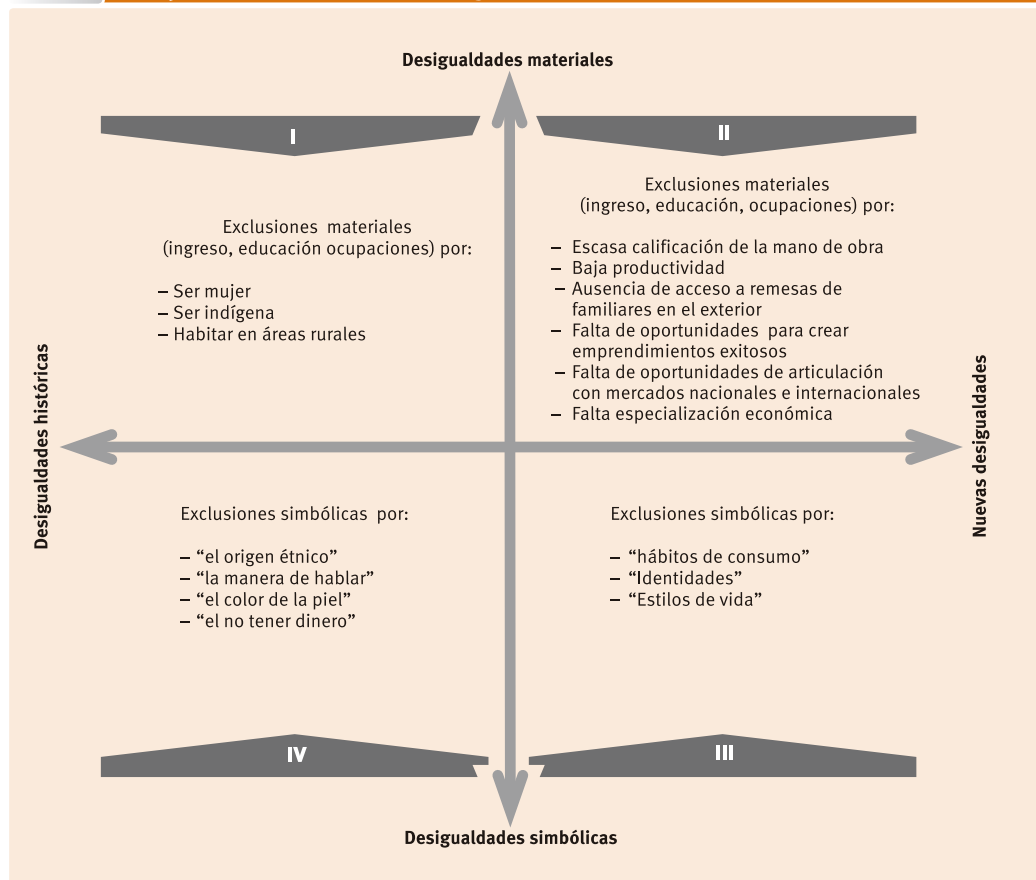 Desigualdades materiales
I
II
Exclusiones materiales
(ingreso, educación ocupaciones) por:
– Ser mujer
– Ser indígena
– Habitar en áreas rurales
Exclusiones materiales
(ingreso, educación, ocupaciones) por:
– Escasa calificación de la mano de obra
– Baja productividad
– Ausencia de acceso a remesas de
familiares en el exterior
– Falta de oportunidades para crear
emprendimientos exitosos
– Falta de oportunidades de articulación
con mercados nacionales e internacionales
– Falta especialización económica
Desigualdades históricas
Nuevas desigualdades
Exclusiones simbólicas por:
– “el origen étnico”
– “la manera de hablar”
– “el color de la piel”
– “el no tener dinero”
Exclusiones simbólicas por:
– “hábitos de consumo”
– “Identidades”
– “Estilos de vida”
IV
III
Desigualdades simbólicas